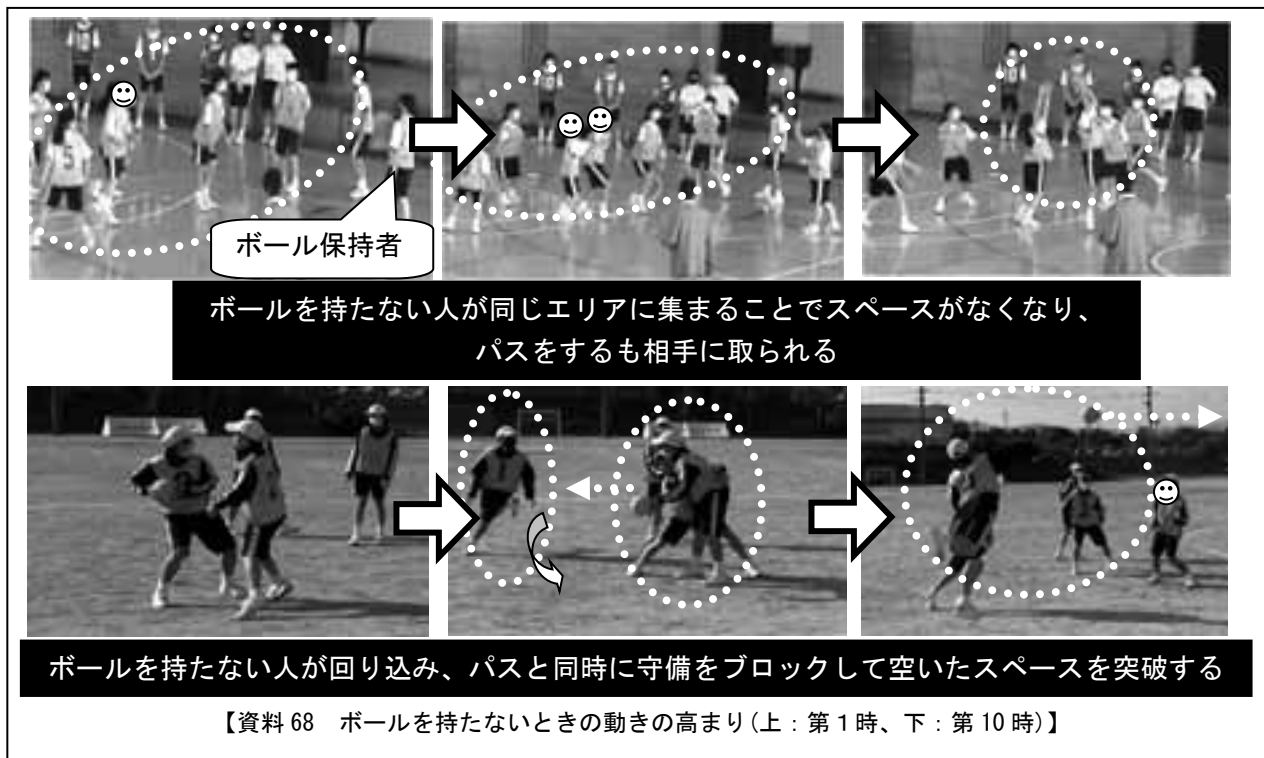 ボール保持者
ボールを持たない人が同じエリアに集まることでスペースがなくなり、
パスをするも相手に取られる
ボールを持たない人が回り込み、パスと同時に守備をブロックして空いたスペースを突破する
【資料 68　ボールを持たないときの動きの高まり(上：第１時、下：第 10 時)】